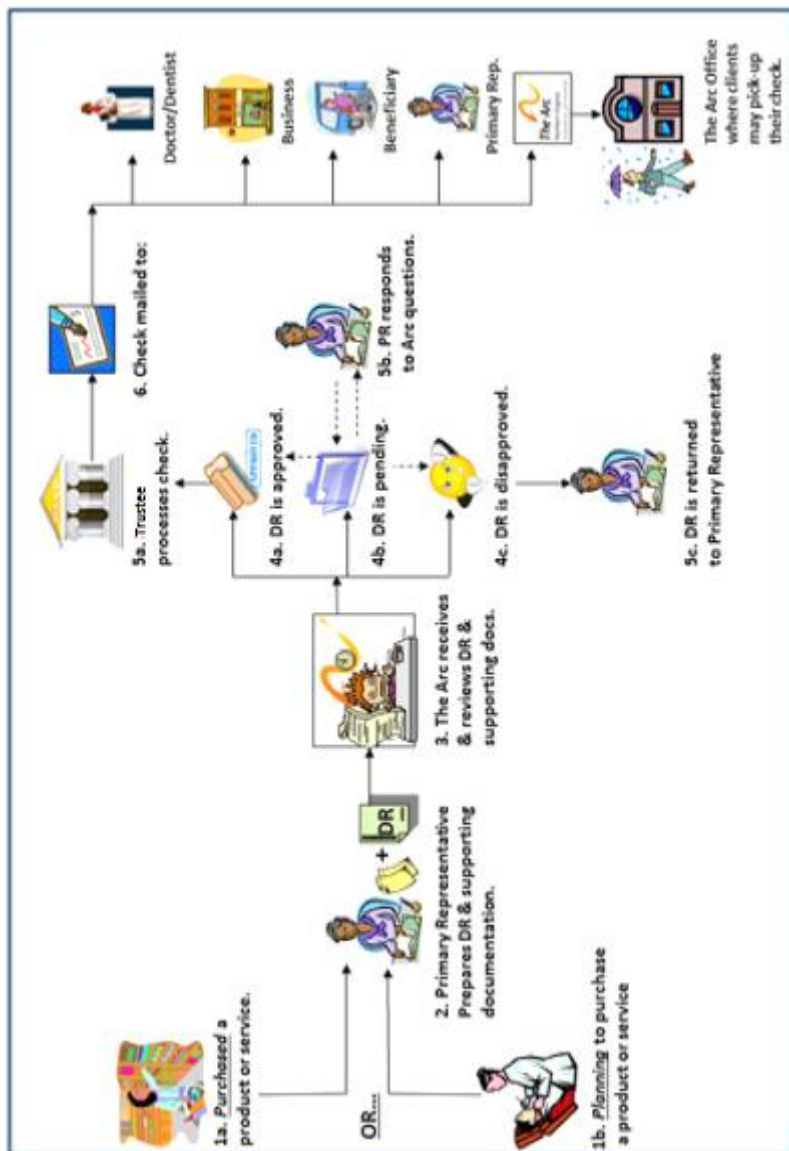 1a. Purchased a
product or service.
OR....
1b. Planning to purchase
a product or service
DR
+
2. Primary Representative
Prepares DR & supporting
documentation.
3. The Arc receives
& reviews DR &
supporting docs.
4a. DR is approved.
4b. DR is pending.
4c. DR is disapproved.
5a. Trustee
processes check.
5b. PR responds
to Arc questions.
5c. DR is returned
to Primary Representative
6. Check mailed to:
Doctor/Dentist
Business
Beneficiary
Primary Rep.
The Arc
The Arc Office
where clients
may pick-up
their check.